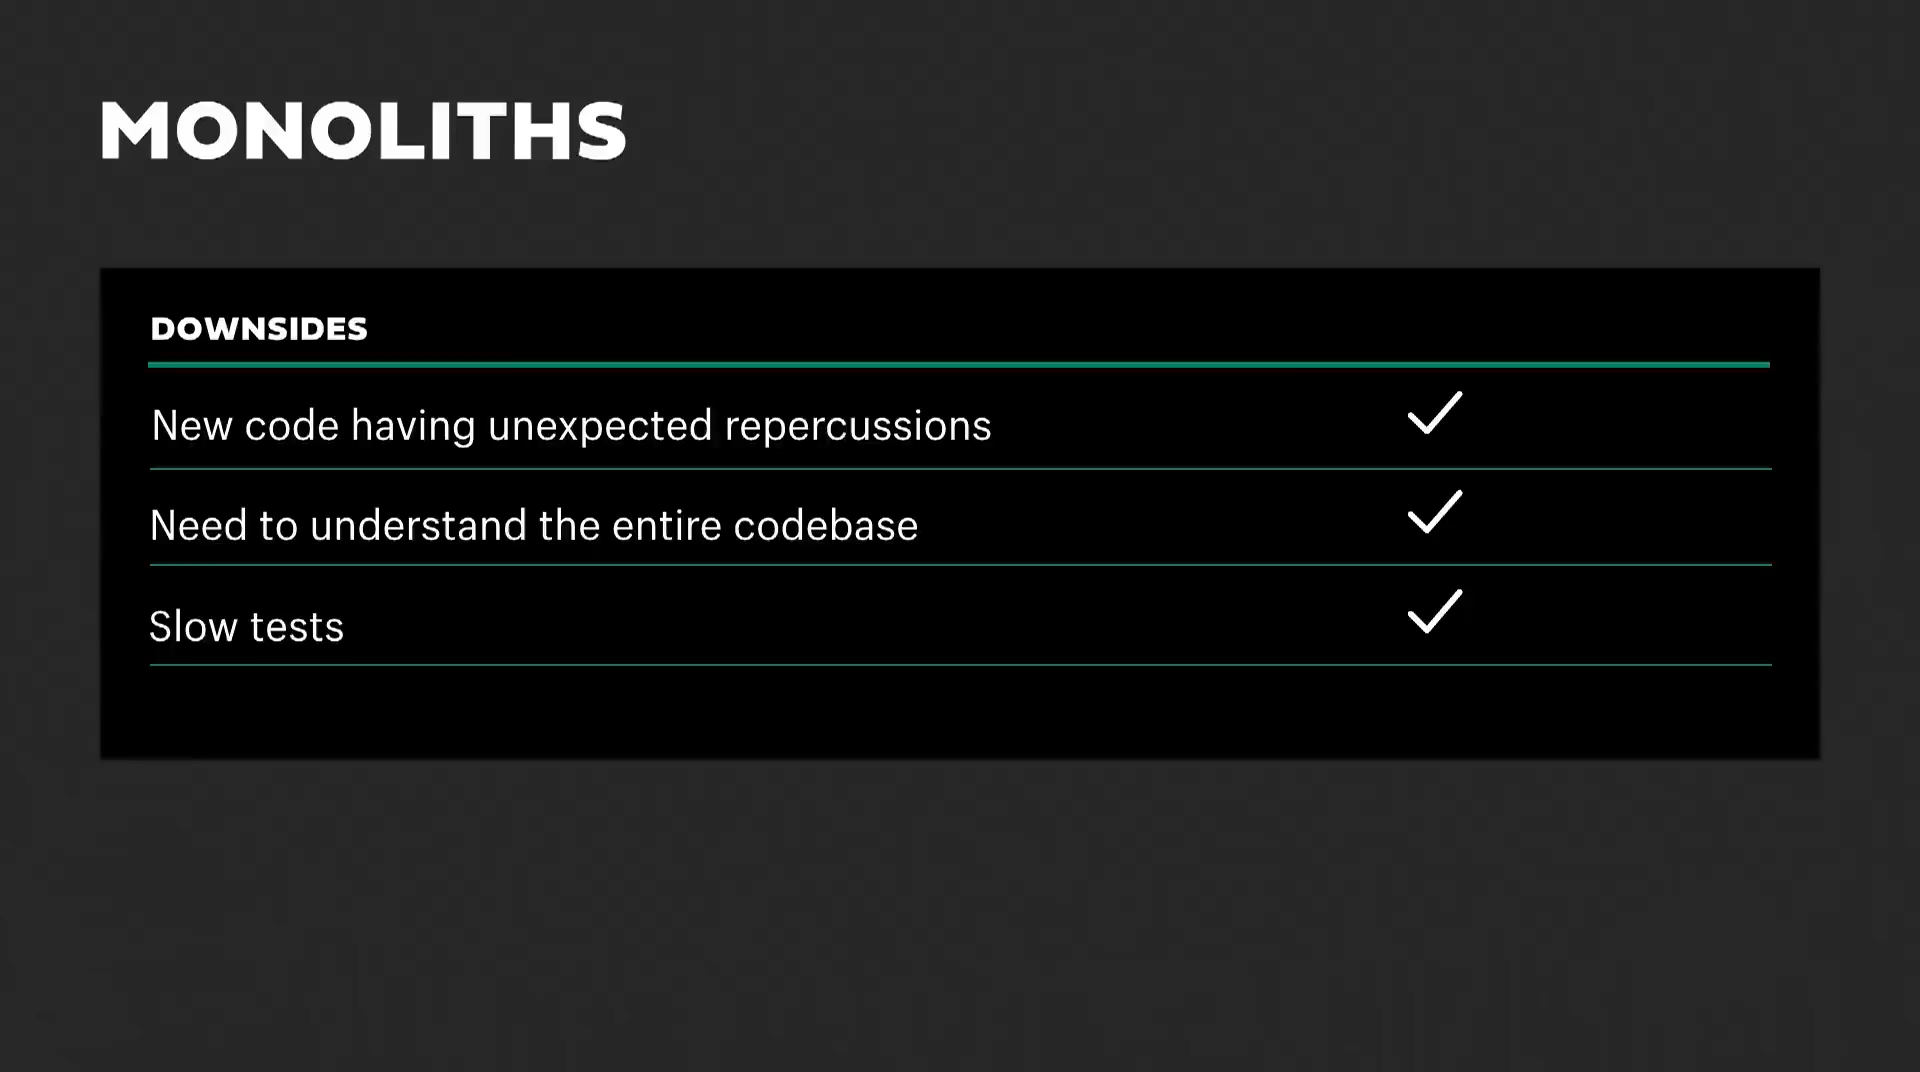 MONOLITHS
DOWNSIDES
New code having unexpected repercussions
Need to understand the entire codebase
Slow tests